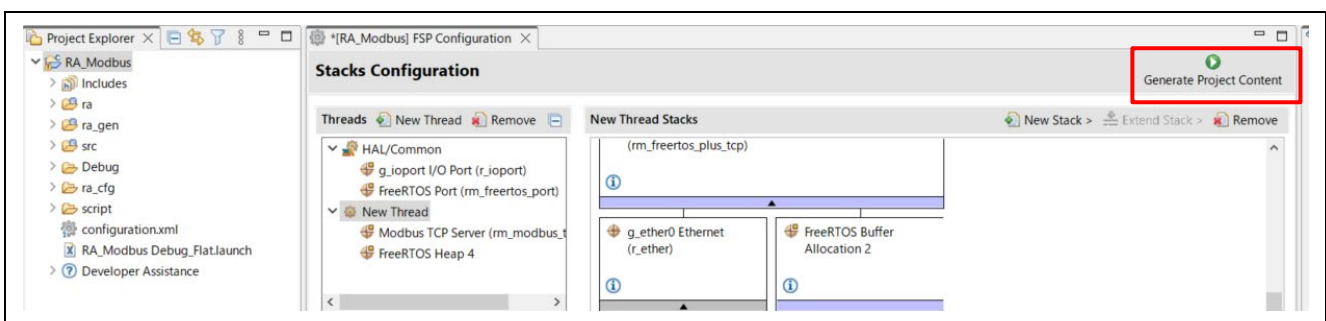 Project Explorer
RA_Modbus
Includes
ra
ra_gen
src
Debug
ra_cfg
script
configuration.xml
RA_Modbus Debug_Flat.launch
Developer Assistance
*[RA_Modbus] FSP Configuration
Stacks Configuration
Generate Project Content
Threads New Thread Remove
HAL/Common
g_ioport I/O Port (r_ioport)
FreeRTOS Port (rm_freertos_port)
New Thread
Modbus TCP Server (rm_modbus_t
FreeRTOS Heap 4
New Thread Stacks
New Stack > Extend Stack > Remove
(rm_freertos_plus_tcp)
g_ether0 Ethernet
(r_ether)
FreeRTOS Buffer
Allocation 2